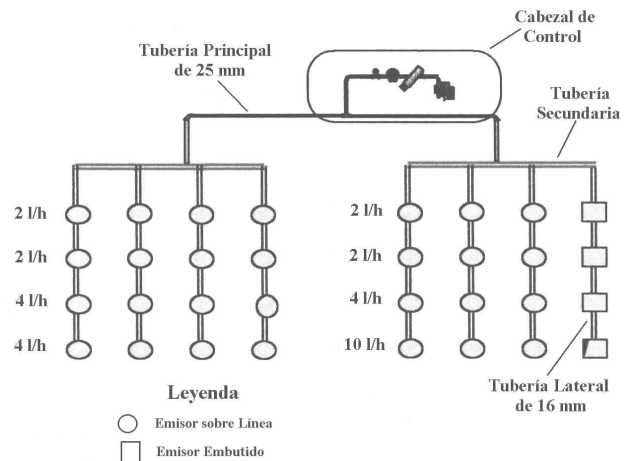 Cabezal de
Control
Tubería Principal
de 25 mm
Tubería
Secundaria
2 l/h
2 l/h
2 l/h
2 l/h
4 l/h
4 l/h
4 l/h
10 l/h
Tubería Lateral
de 16 mm
Leyenda
Emisor sobre Línea
Emisor Embutido